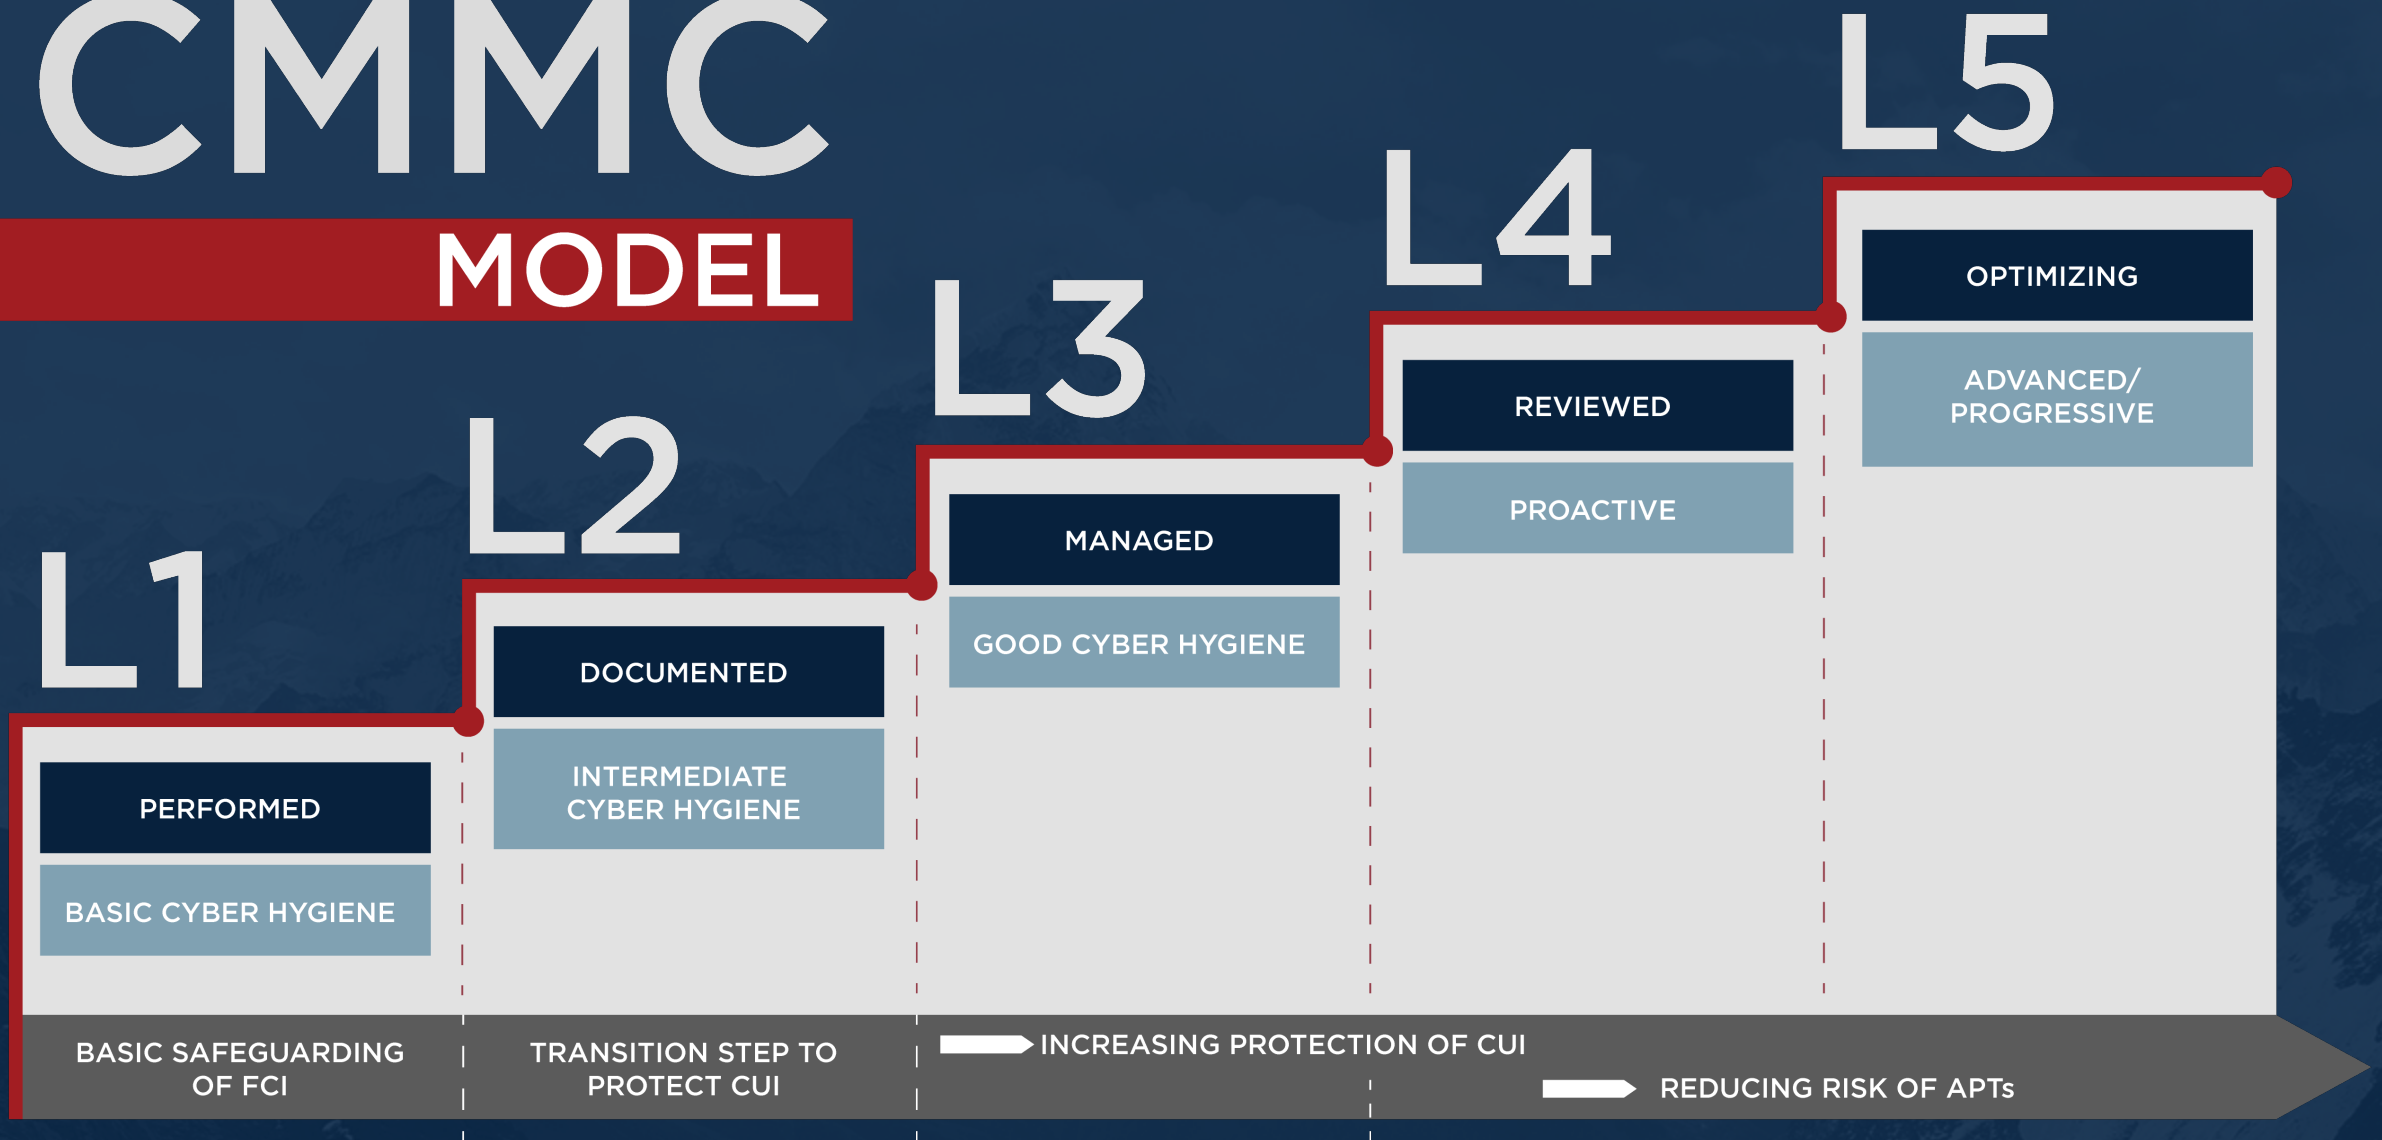 CMMC
MODEL
L1
PERFORMED
BASIC CYBER HYGIENE
BASIC SAFEGUARDING
OF FCI
L2
DOCUMENTED
INTERMEDIATE
CYBER HYGIENE
TRANSITION STEP TO
PROTECT CUI
L3
MANAGED
GOOD CYBER HYGIENE
INCREASING PROTECTION OF CUI
L4
REVIEWED
PROACTIVE
REDUCING RISK OF APTs
L5
OPTIMIZING
ADVANCED/
PROGRESSIVE